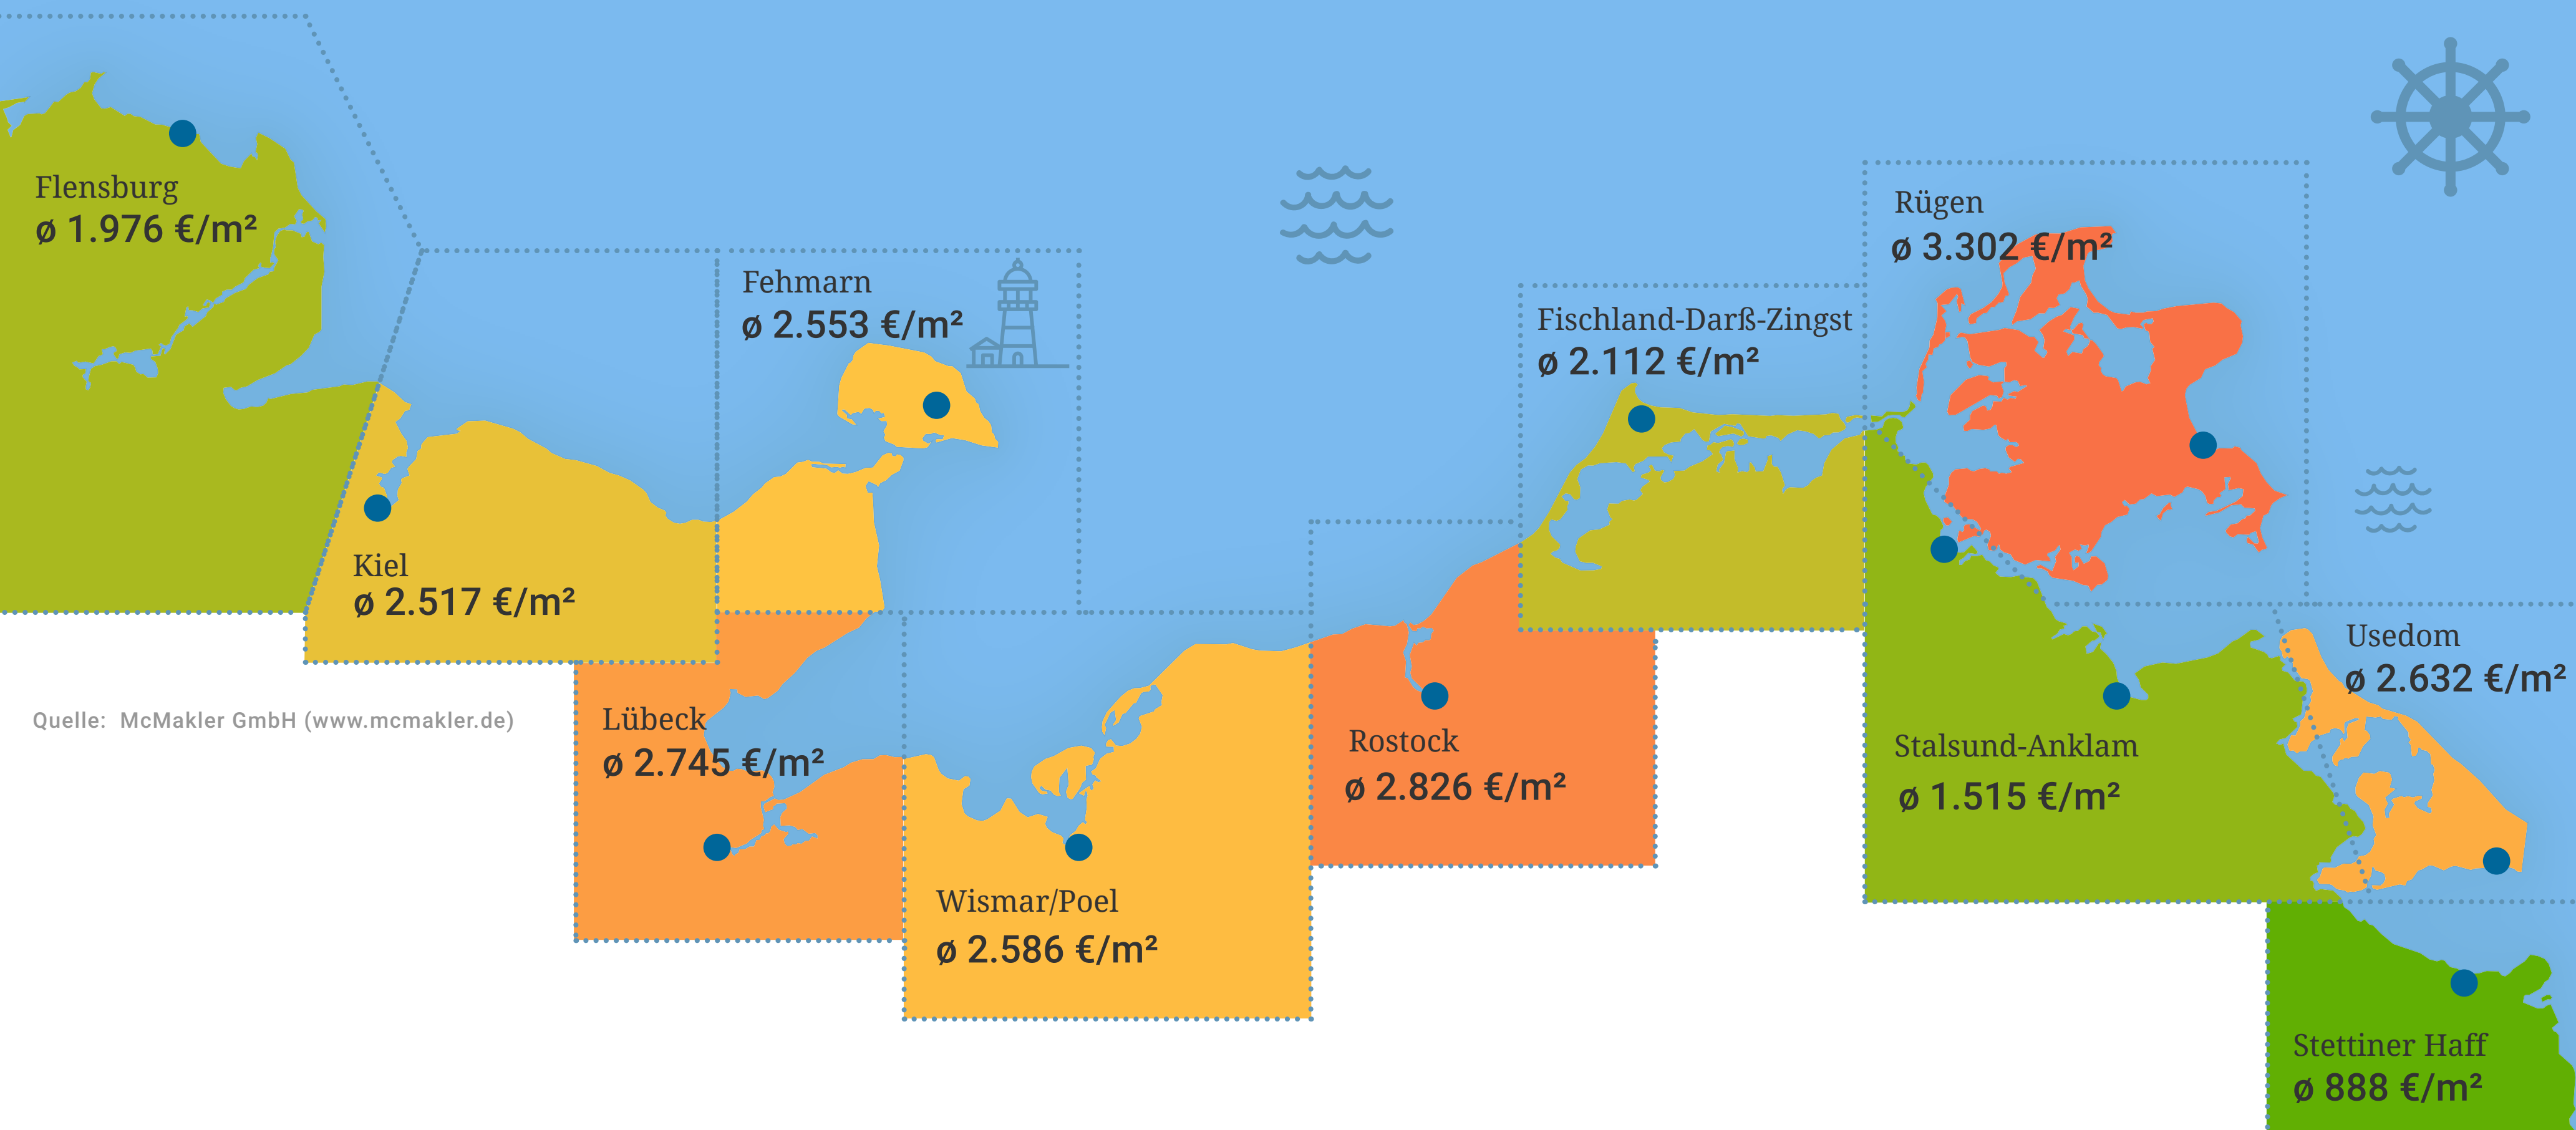 Flensburg
ø 1.976 €/m²
Kiel
ø 2.517 €/m²
Fehmarn
ø 2.553 €/m²
Lübeck
ø 2.745 €/m²
Wismar/Poel
ø 2.586 €/m²
Rostock
ø 2.826 €/m²
Fischland-Darß-Zingst
ø 2.112 €/m²
Rügen
ø 3.302 €/m²
Stalsund-Anklam
ø 1.515 €/m²
Usedom
ø 2.632 €/m²
Stettiner Haff
ø 888 €/m²
Quelle: McMakler GmbH (www.mcmakler.de)